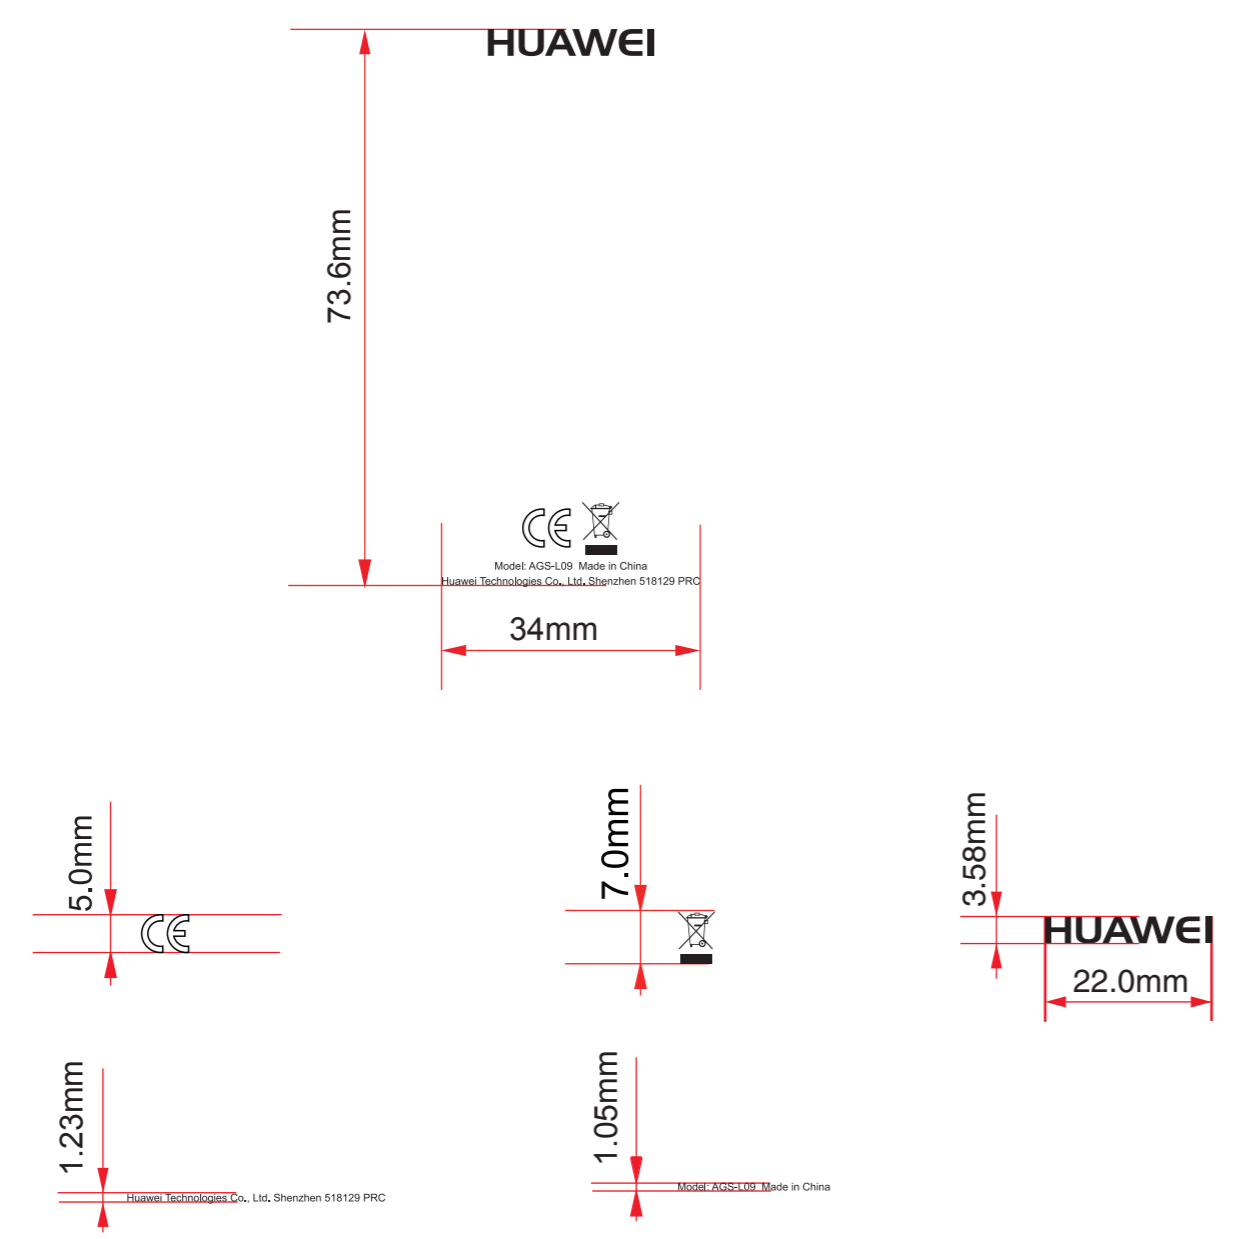 HUAWEI
73.6mm
CE
Model: AGS-L09 Made in China
Huawei Technologies Co., Ltd. Shenzhen 518129 PRC
34mm
5.0mm
CE
7.0mm
3.58mm
HUAWEI
22.0mm
1.23mm
Huawei Technologies Co., Ltd. Shenzhen 518129 PRC
1.05mm
Model: AGS-L09 Made in China